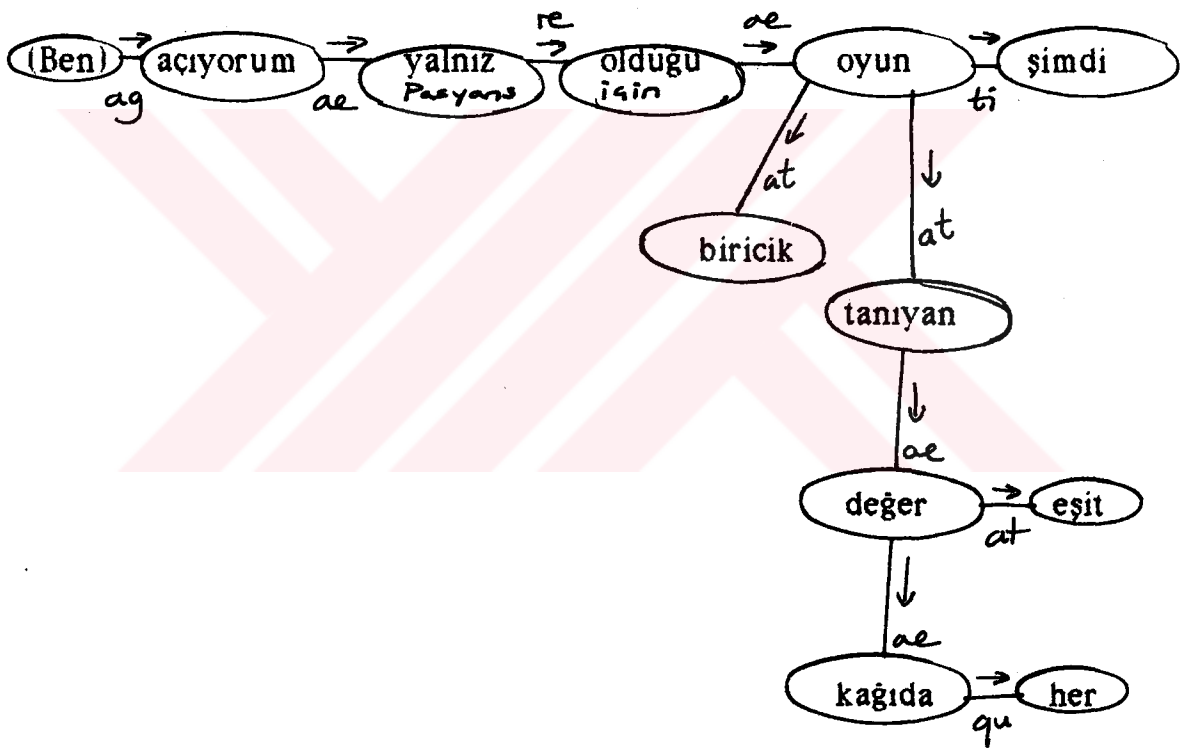 re ae
(Ben) açıyorum yalnız olduğu oyun şimdi
Pasyans için
ag ae ti
at
at
biricik
tanıyan
ae
değer eşit
at
ae
kağıda her
qu